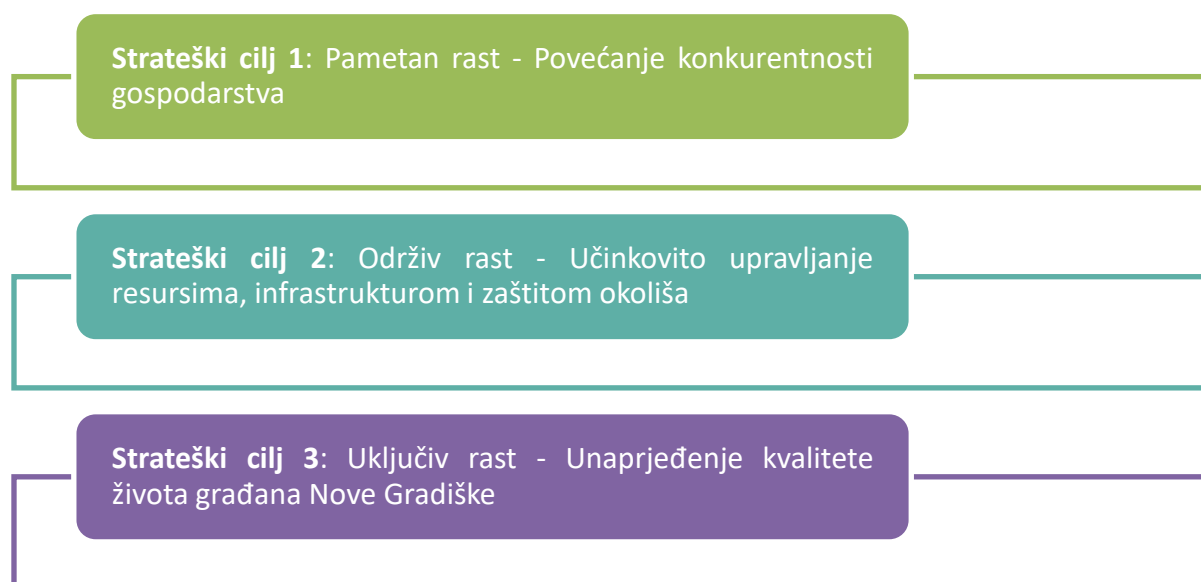 Strateški cilj 1: Pametan rast - Povećanje konkurentnosti
gospodarstva
Strateški cilj 2: Održiv rast - Učinkovito upravljanje
resursima, infrastrukturom i zaštitom okoliša
Strateški cilj 3: Uključiv rast - Unaprjeđenje kvalitete
života građana Nove Gradiške